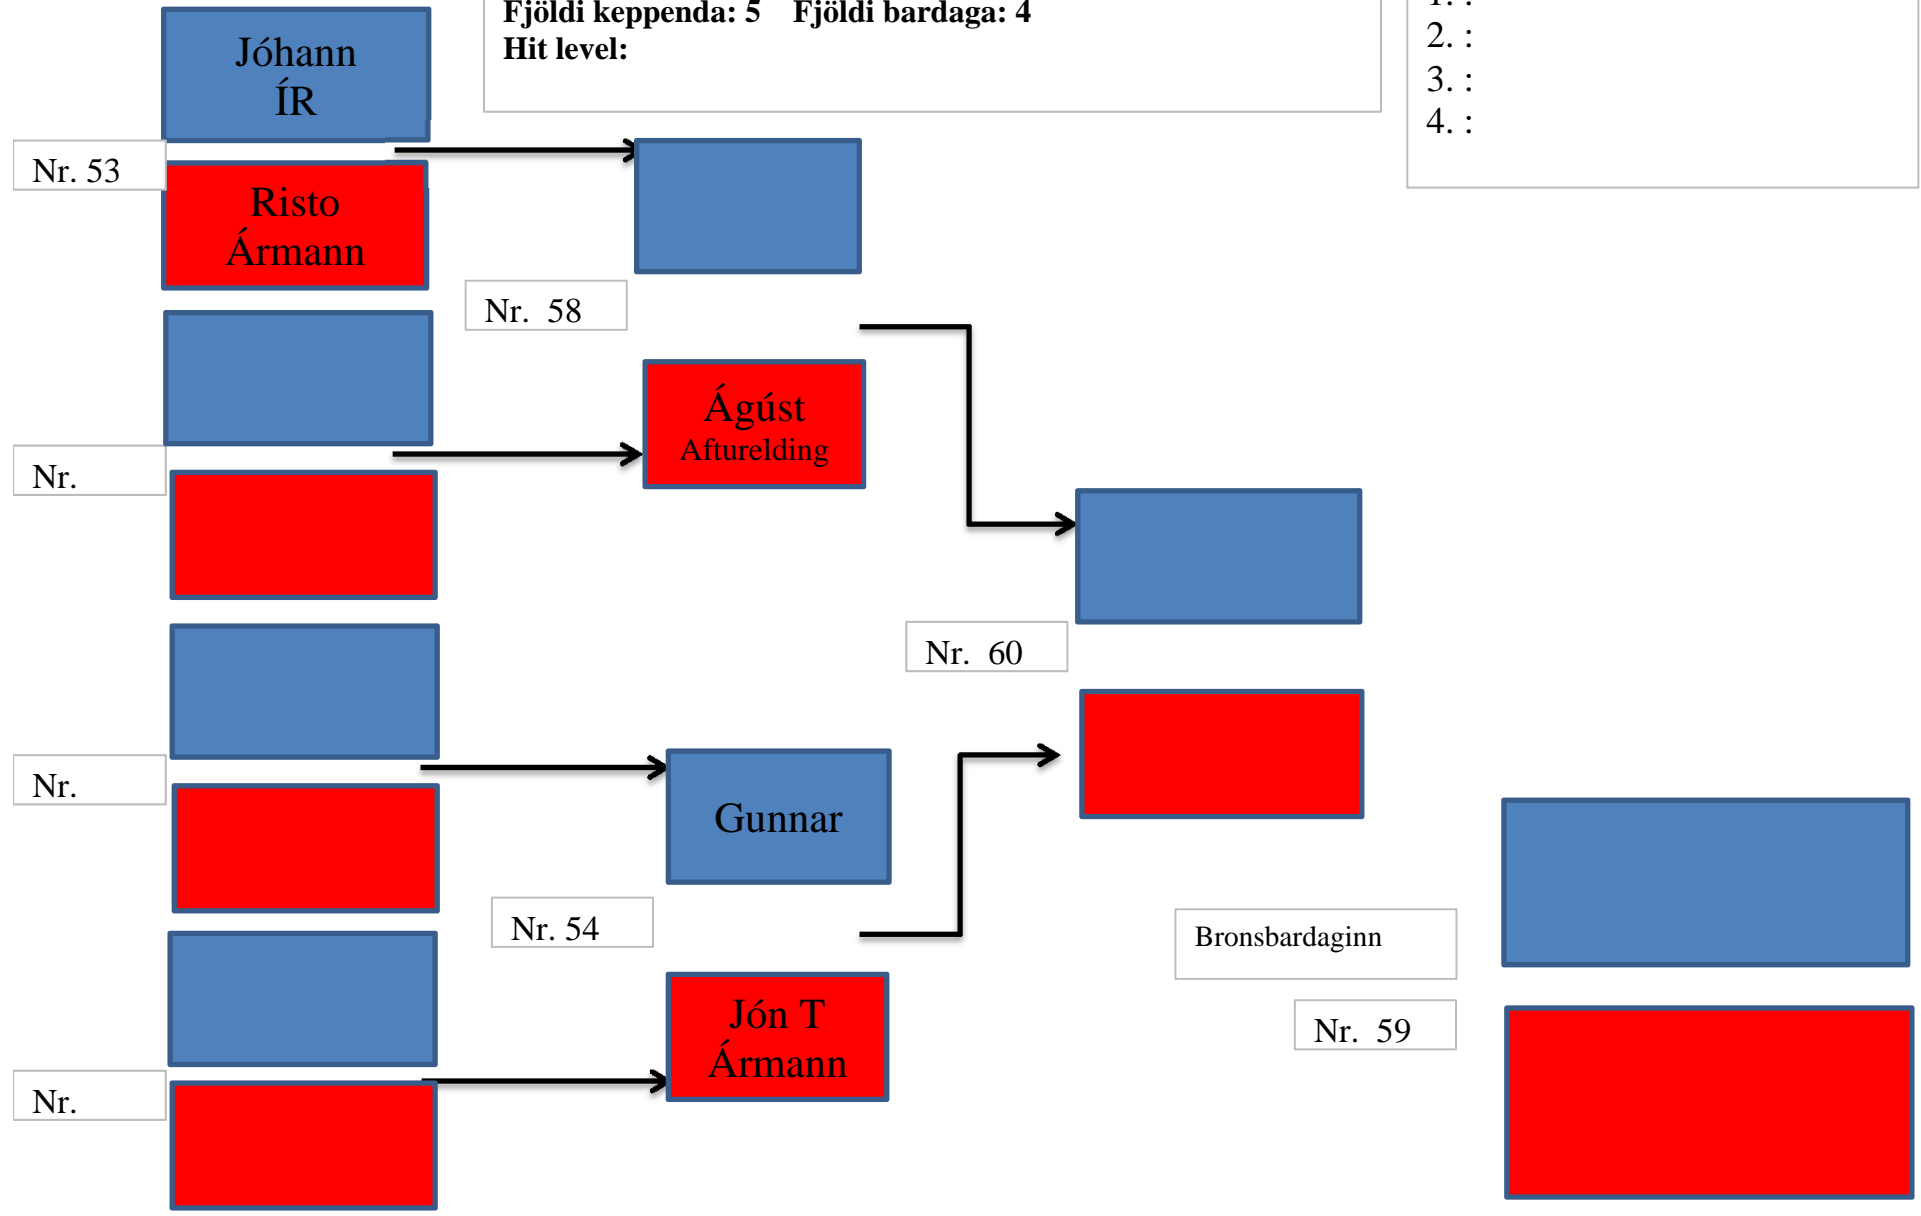 Fjöldi keppenda: 5    Fjöldi bardaga: 4
Hit level:
1. :
2. :
3. :
4. :
Jóhann
ÍR
Nr. 53
Risto
Ármann
Nr.  58
Ágúst
Afturelding
Nr.
Nr.  60
Nr.
Gunnar
Nr. 54
Bronsbardaginn
Jón T
Ármann
Nr.  59
Nr.